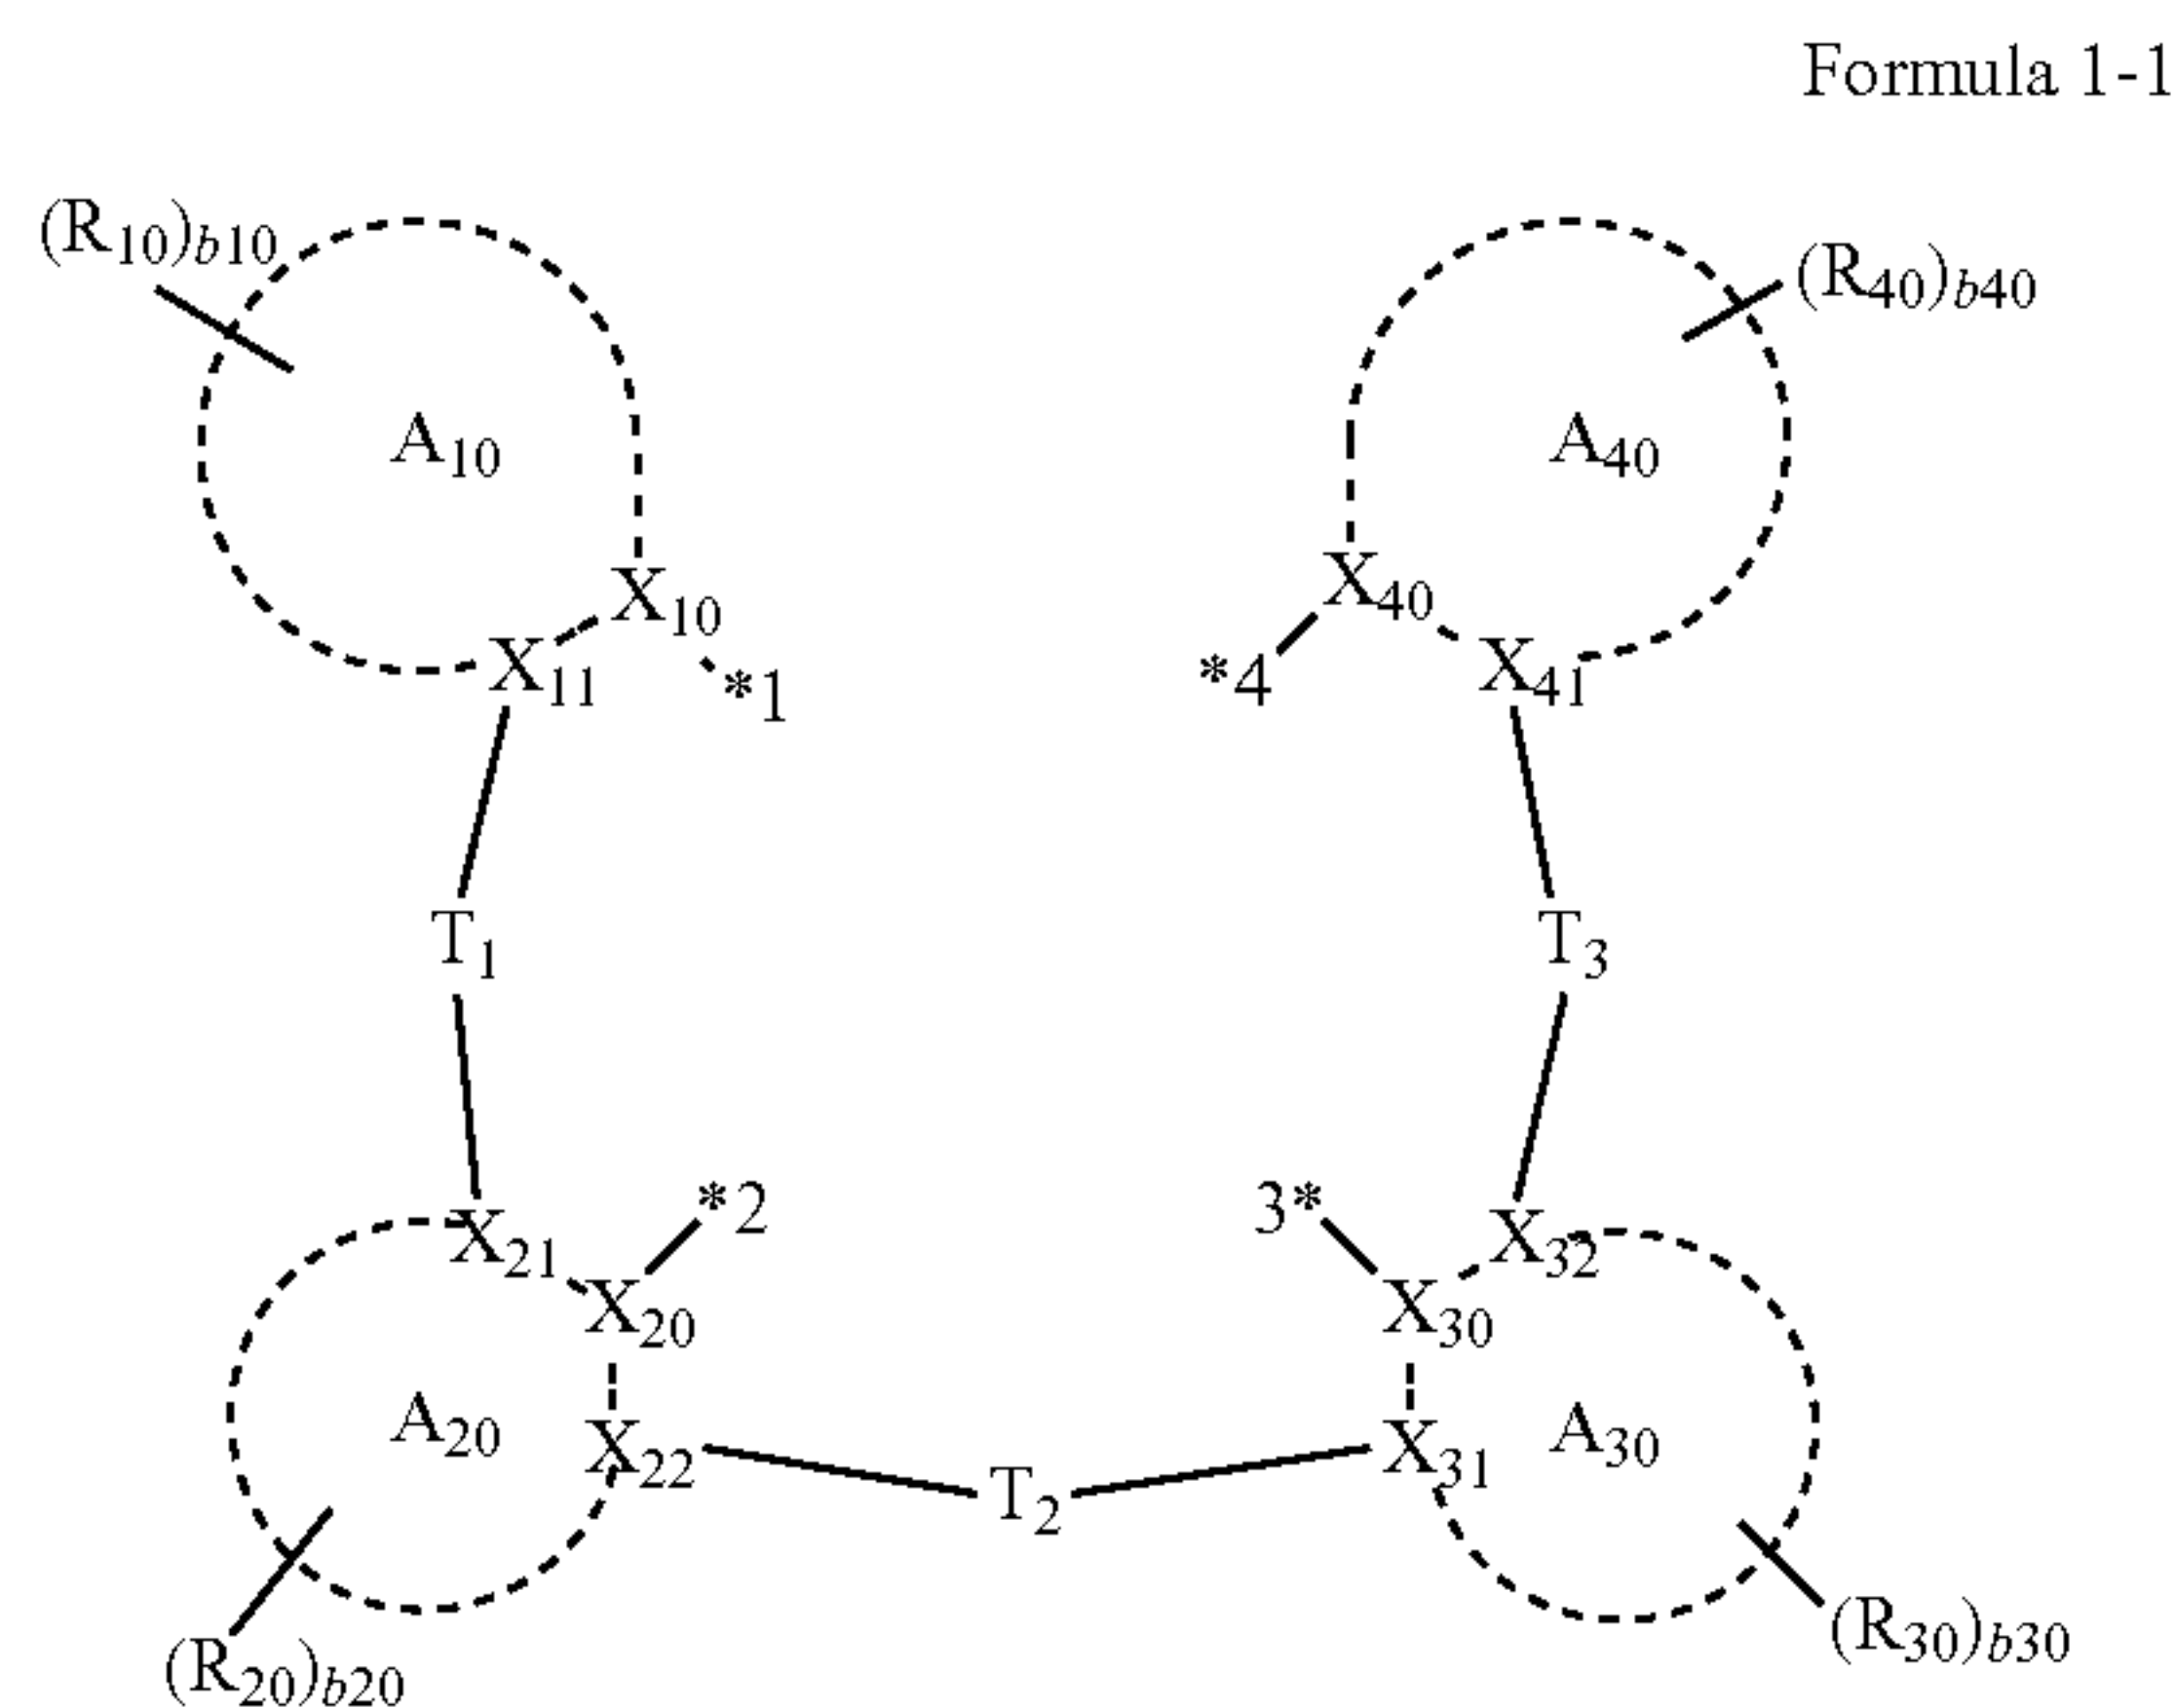 Formula 1-1
(R10)b10
(R40)b40
A10
A40
X10
X40
X11
*1
*4
X41
T1
T3
*2
3*
X21
X32
X20
X30
A20
A30
X22
X31
T2
(R20)b20
(R30)b30